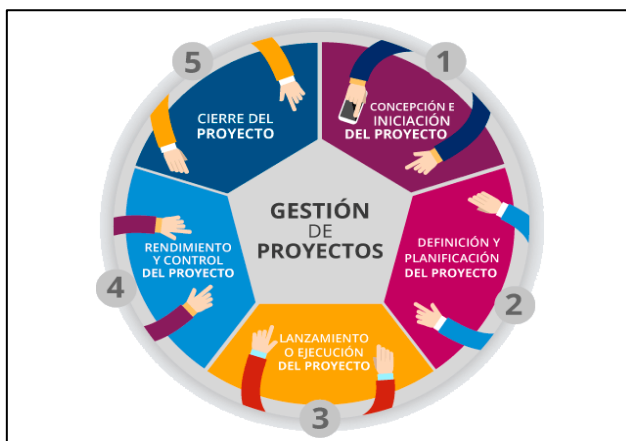 GESTIÓN
DE
PROYECTOS
1
CONCEPCIÓN E
INICIACIÓN
DEL PROYECTO
2
DEFINICIÓN Y
PLANIFICACIÓN
DEL PROYECTO
3
LANZAMIENTO
O EJECUCIÓN
DEL PROYECTO
4
RENDIMIENTO
Y CONTROL
DEL PROYECTO
5
CIERRE DEL
PROYECTO